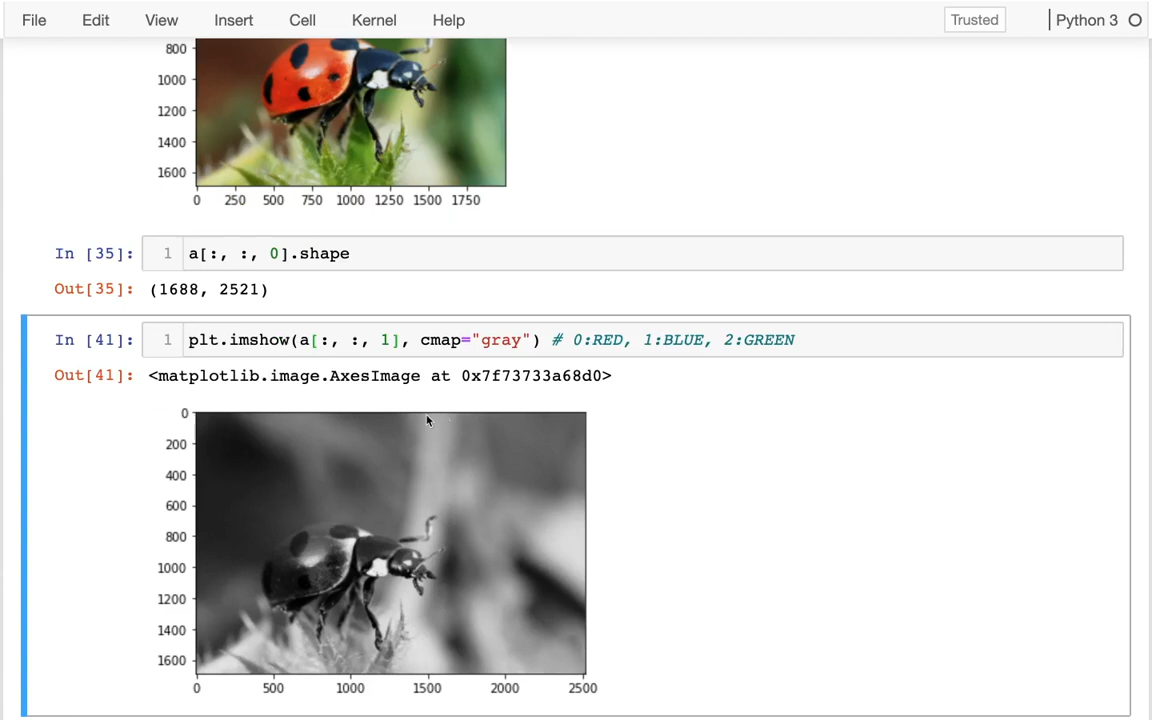 File Edit View Insert Cell Kernel Help Trusted Python 3
800
1000
1200
1400
1600
0 250 500 750 1000 1250 1500 1750
In [35]: 1 a[:, :, 0].shape
Out[35]: (1688, 2521)
In [41]: 1 plt.imshow(a[:, :, 1], cmap="gray") # 0:RED, 1:BLUE, 2:GREEN
Out[41]: <matplotlib.image.AxesImage at 0x7f73733a68d0>
0
200
400
600
800
1000
1200
1400
1600
0 500 1000 1500 2000 2500